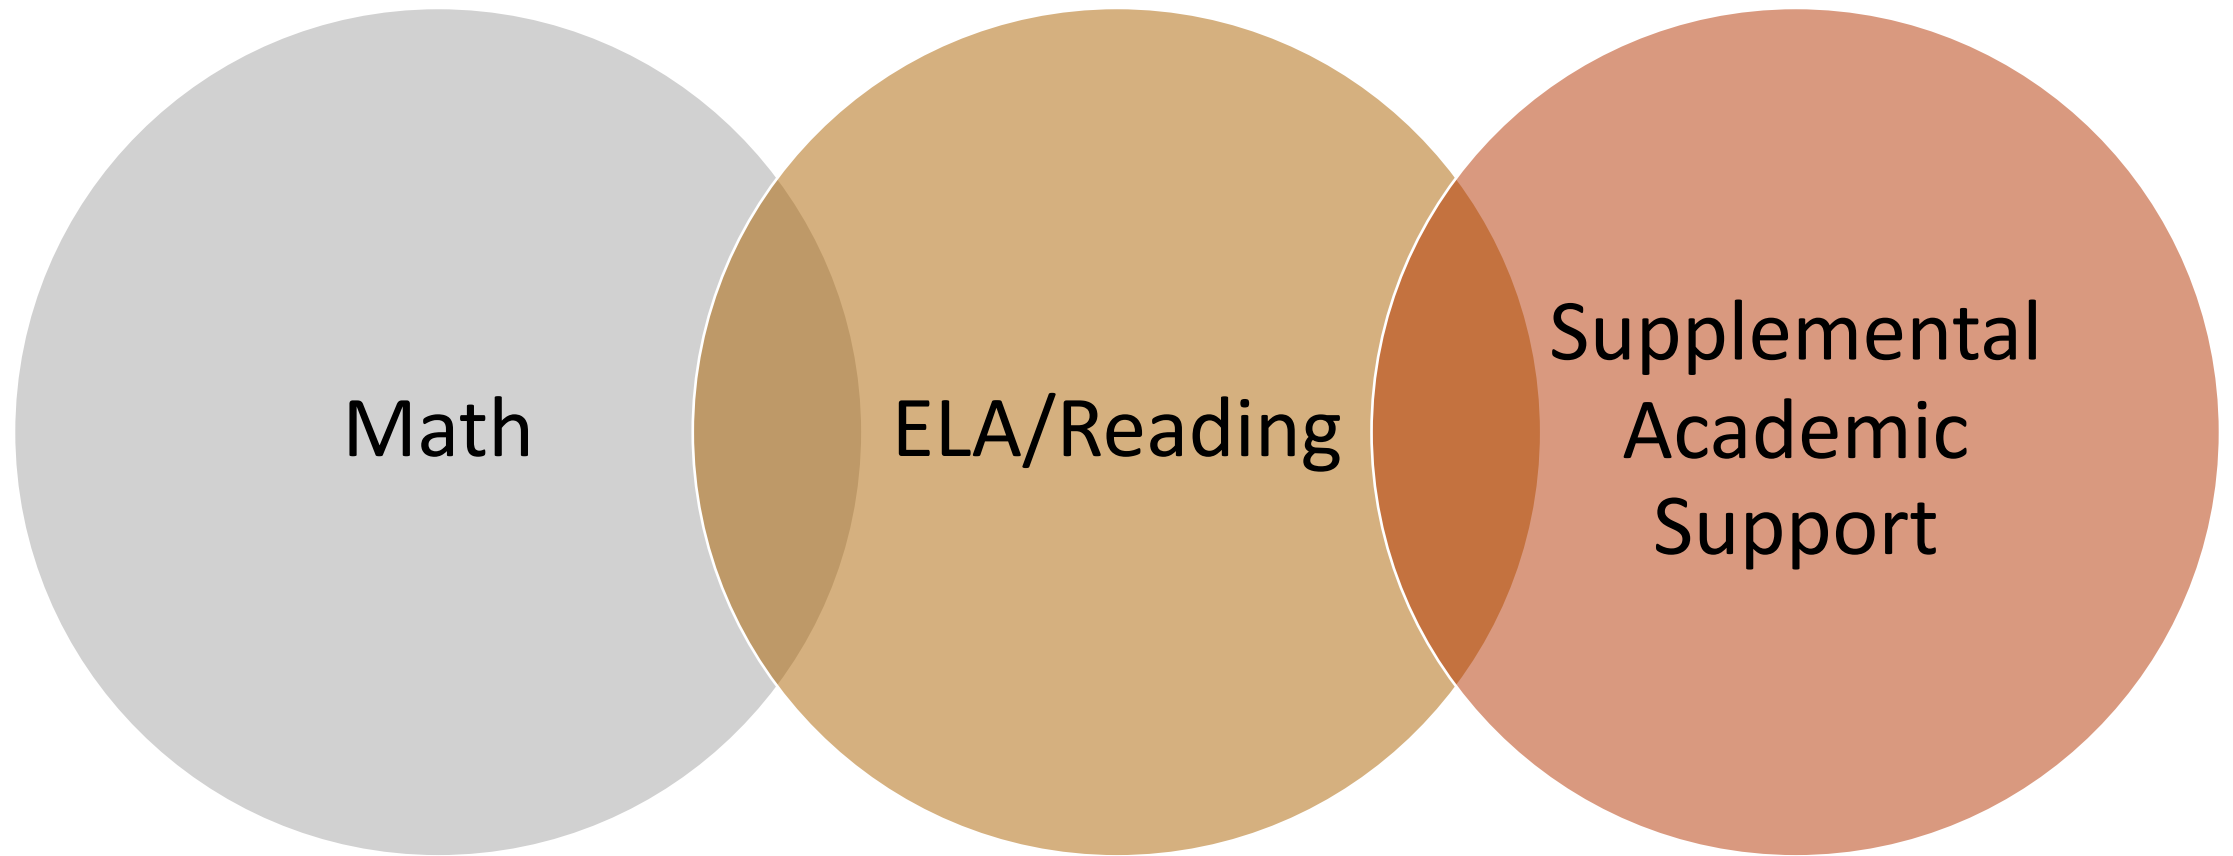 Math
ELA/Reading
Supplemental
Academic
Support